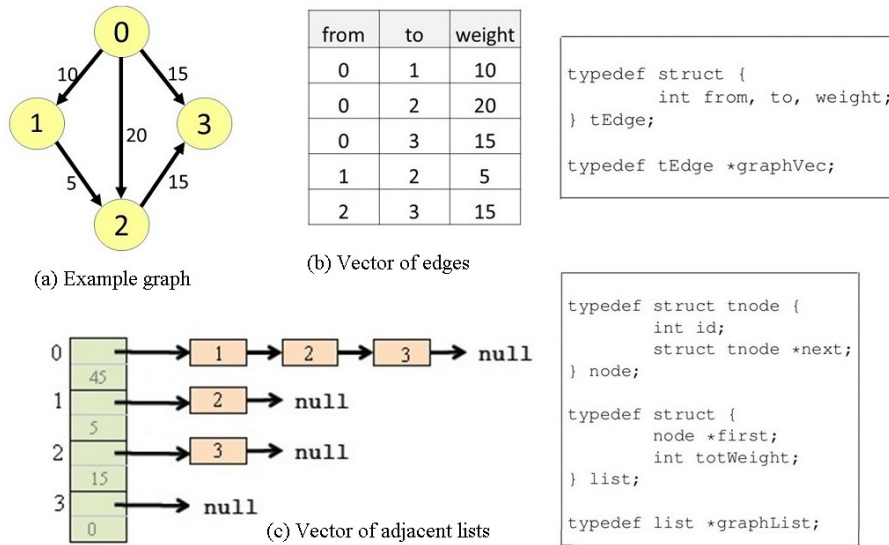 0
10
15
1
3
20
5
15
2
(a) Example graph
from to weight
0 1 10
0 2 20
0 3 15
1 2 5
2 3 15
(b) Vector of edges
typedef struct {
int from, to, weight;
} tEdge;
typedef tEdge *graphVec;
0 1 2 3 null
45
1 2 null
5
2 3 null
15
3 null
0
(c) Vector of adjacent lists
typedef struct tnode {
int id;
struct tnode *next;
} node;
typedef struct {
node *first;
int totWeight;
} list;
typedef list *graphList;